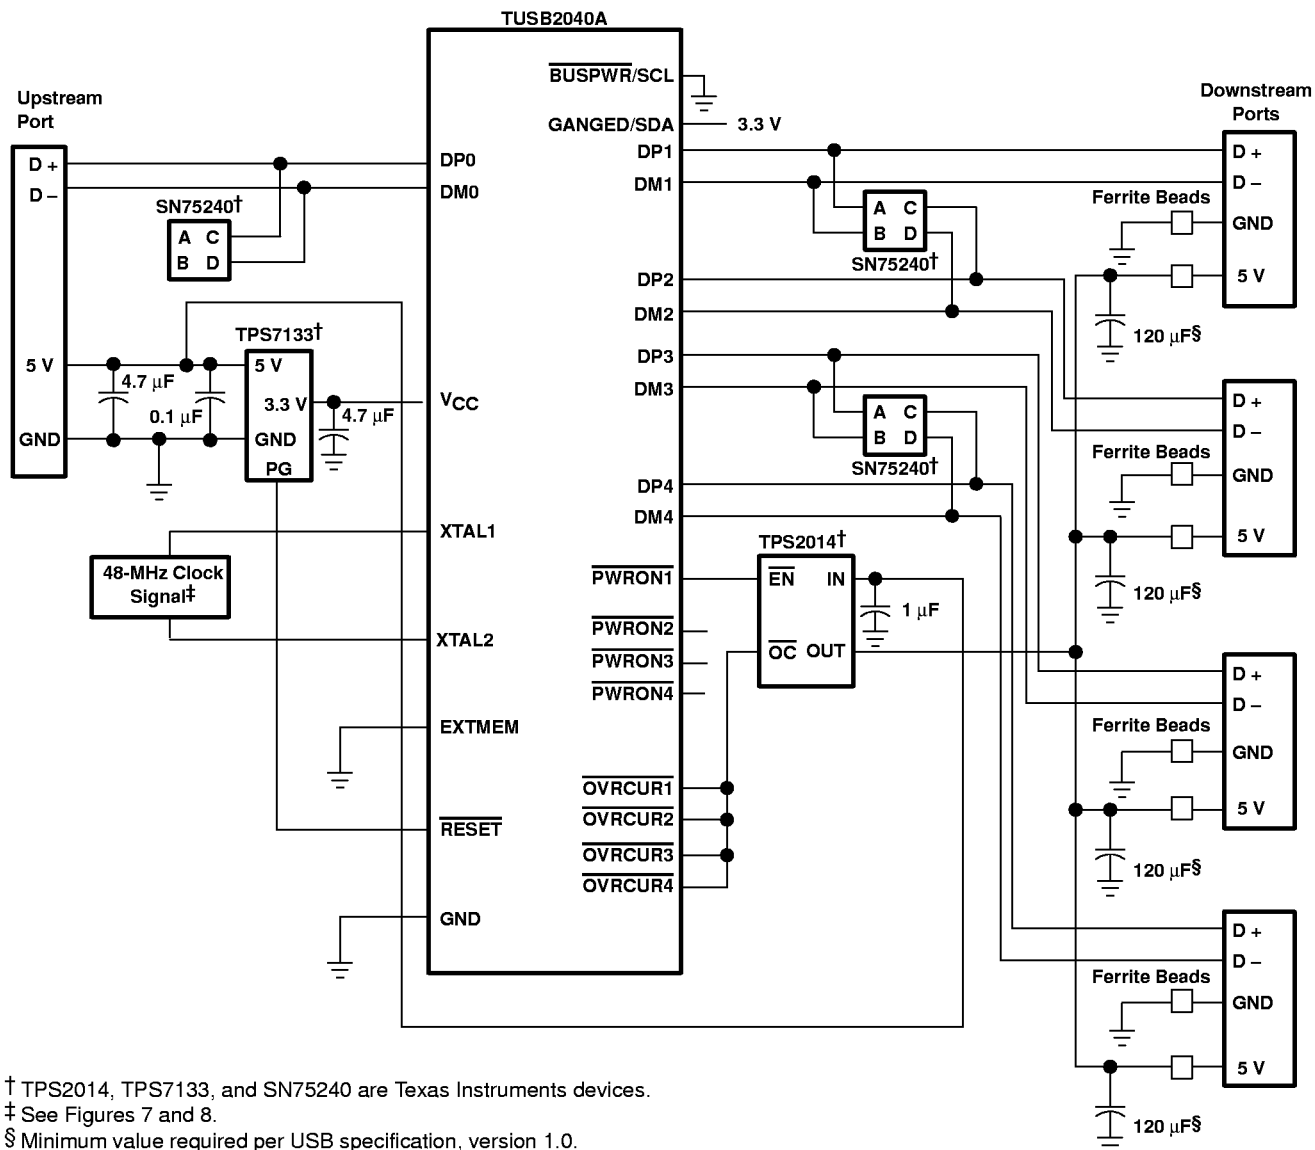 TUSB2040A
Upstream
Port
D +
D –
5 V
GND
SN75240†
A C
B D
TPS7133†
5 V
3.3 V
GND
PG
4.7 μF
0.1 μF
4.7 μF
48-MHz Clock
Signal‡
DP0
DM0
VCC
XTAL1
XTAL2
EXTMEM
RESET
GND
BUSPWR/SCL
GANGED/SDA
3.3 V
DP1
DM1
DP2
DM2
DP3
DM3
DP4
DM4
PWRON1
PWRON2
PWRON3
PWRON4
OVRCUR1
OVRCUR2
OVRCUR3
OVRCUR4
A C
B D
SN75240†
A C
B D
SN75240†
TPS2014†
EN IN
OC OUT
1 μF
Downstream
Ports
D +
D –
Ferrite Beads
GND
5 V
120 μF§
D +
D –
Ferrite Beads
GND
5 V
120 μF§
D +
D –
Ferrite Beads
GND
5 V
120 μF§
D +
D –
Ferrite Beads
GND
5 V
120 μF§
† TPS2014, TPS7133, and SN75240 are Texas Instruments devices.
‡ See Figures 7 and 8.
§ Minimum value required per USB specification, version 1.0.